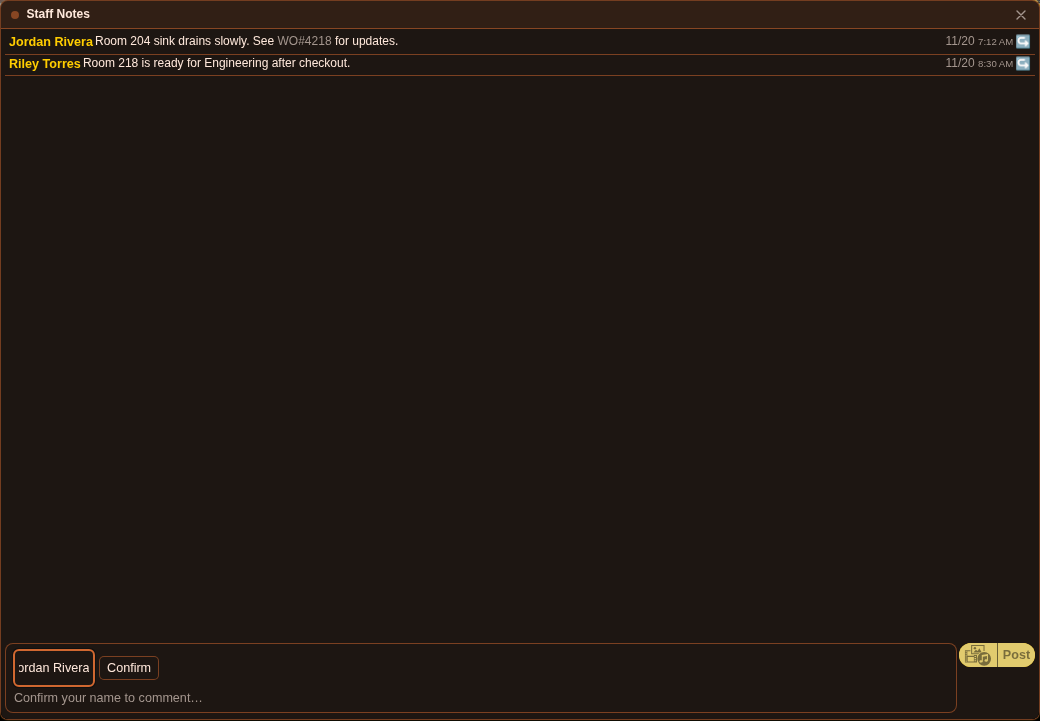 Staff Notes
Jordan Rivera Room 204 sink drains slowly. See WO#4218 for updates. 11/20 7:12 AM
Riley Torres Room 218 is ready for Engineering after checkout. 11/20 8:30 AM
ordan Rivera Confirm
Post
Confirm your name to comment…